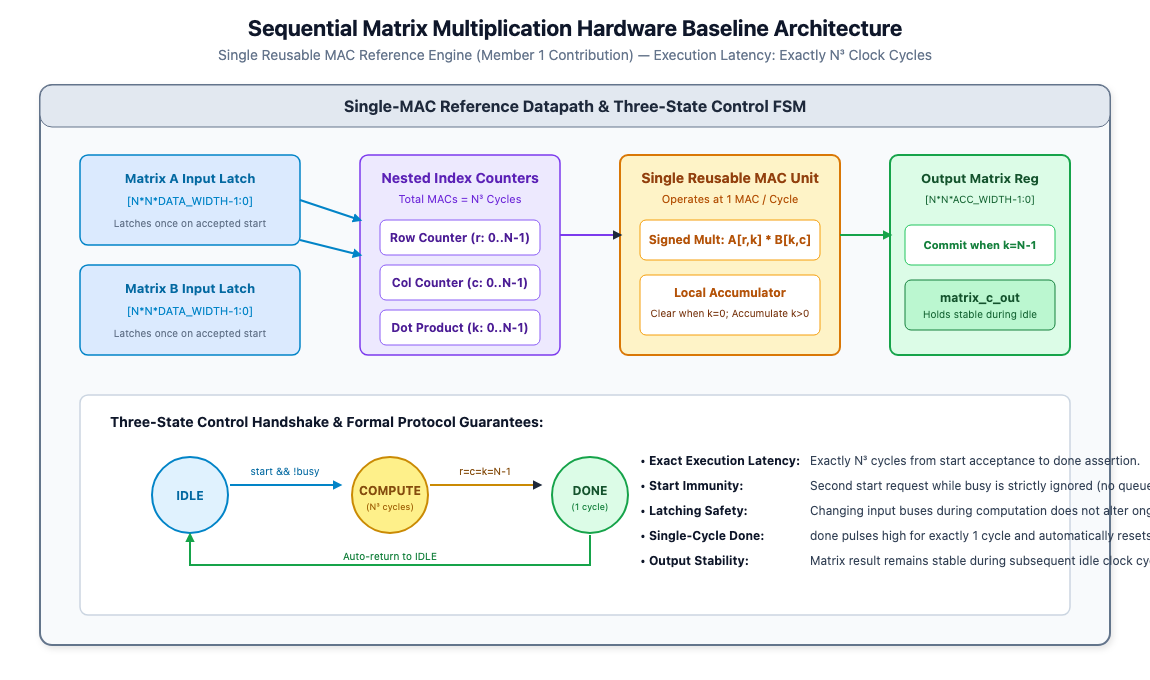 Sequential Matrix Multiplication Hardware Baseline Architecture
Single Reusable MAC Reference Engine (Member 1 Contribution) — Execution Latency: Exactly N³ Clock Cycles
Single-MAC Reference Datapath & Three-State Control FSM
Matrix A Input Latch
[N*N*DATA_WIDTH-1:0]
Latches once on accepted start
Matrix B Input Latch
[N*N*DATA_WIDTH-1:0]
Latches once on accepted start
Nested Index Counters
Total MACs = N³ Cycles
Row Counter (r: 0..N-1)
Col Counter (c: 0..N-1)
Dot Product (k: 0..N-1)
Single Reusable MAC Unit
Operates at 1 MAC / Cycle
Signed Mult: A[r,k] * B[k,c]
Local Accumulator
Clear when k=0; Accumulate k>0
Output Matrix Reg
[N*N*ACC_WIDTH-1:0]
Commit when k=N-1
matrix_c_out
Holds stable during idle
Three-State Control Handshake & Formal Protocol Guarantees:
IDLE
start && !busy
COMPUTE
(N³ cycles)
r=c=k=N-1
DONE
(1 cycle)
Auto-return to IDLE
• Exact Execution Latency: Exactly N³ cycles from start acceptance to done assertion.
• Start Immunity: Second start request while busy is strictly ignored (no queue
• Latching Safety: Changing input buses during computation does not alter ong
• Single-Cycle Done: done pulses high for exactly 1 cycle and automatically resets
• Output Stability: Matrix result remains stable during subsequent idle clock cy